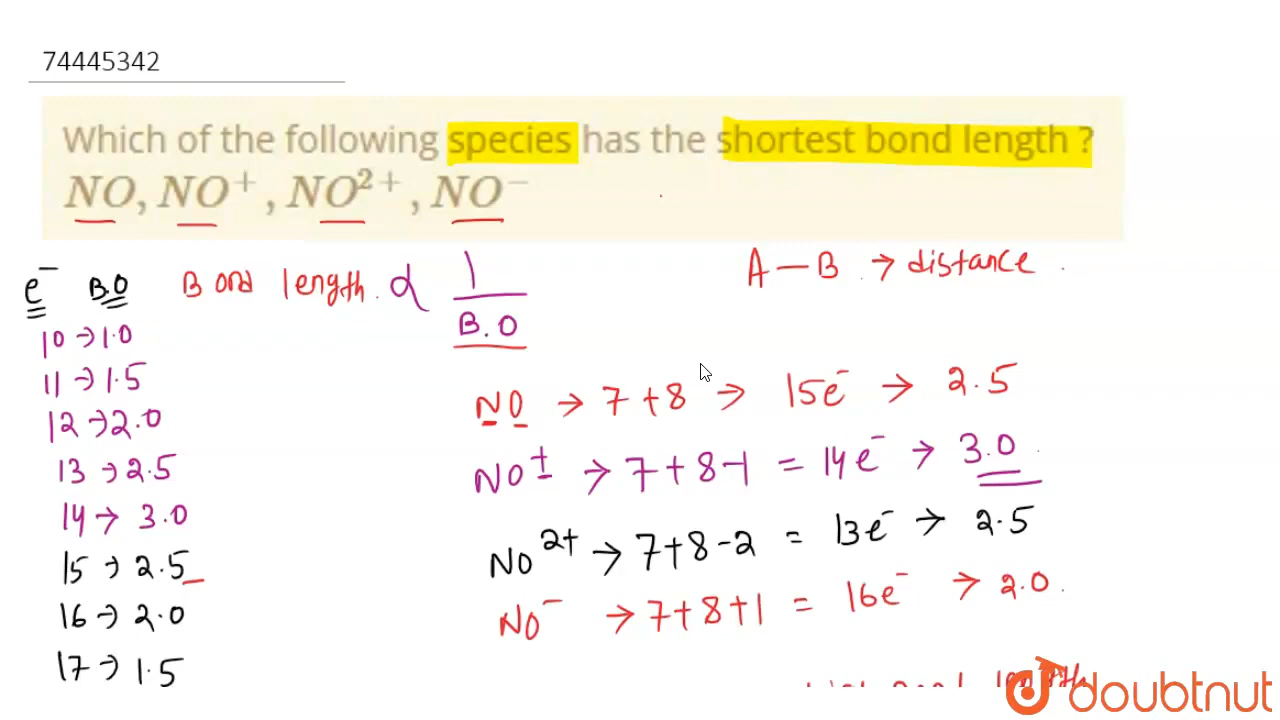 74445342
Which of the following species has the shortest bond length ?
NO, NO⁺ , NO²⁺ , NO⁻
e⁻ B.O Bond length α 1/B.O
A — B → distance
10 → 1.0
11 → 1.5
12 → 2.0
13 → 2.5
14 → 3.0
15 → 2.5
16 → 2.0
17 → 1.5
NO → 7 + 8 → 15e⁻ → 2.5
NO⁺ → 7 + 8 - 1 = 14e⁻ → 3.0
NO²⁺ → 7 + 8 - 2 = 13e⁻ → 2.5
NO⁻ → 7 + 8 + 1 = 16e⁻ → 2.0
doubtnut